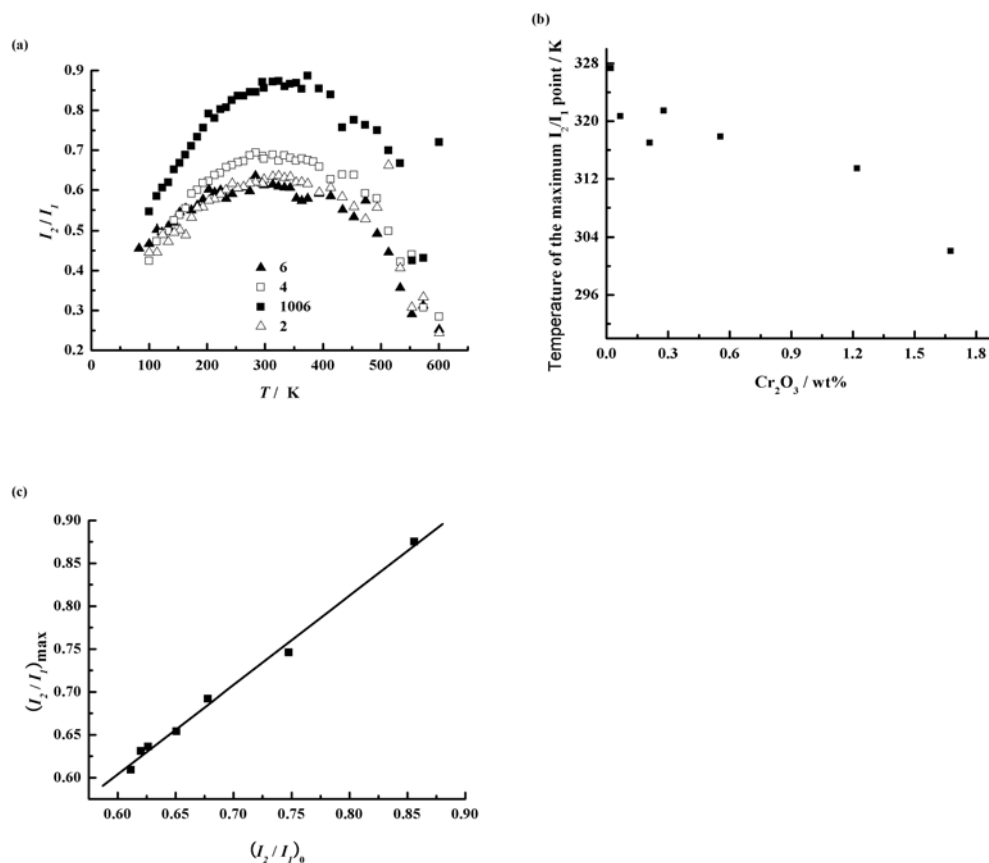 (a)
0.9
0.8
0.7
0.6
0.5
0.4
0.3
0.2
I2 / I1
6
4
1006
2
0 100 200 300 400 500 600
T / K
(b)
328
320
312
304
296
Temperature of the maximum I2/I1 point / K
0.0 0.3 0.6 0.9 1.2 1.5 1.8
Cr2O3 / wt%
(c)
0.90
0.85
0.80
0.75
0.70
0.65
0.60
(I2 / I1)max
0.60 0.65 0.70 0.75 0.80 0.85 0.90
(I2 / I1)0